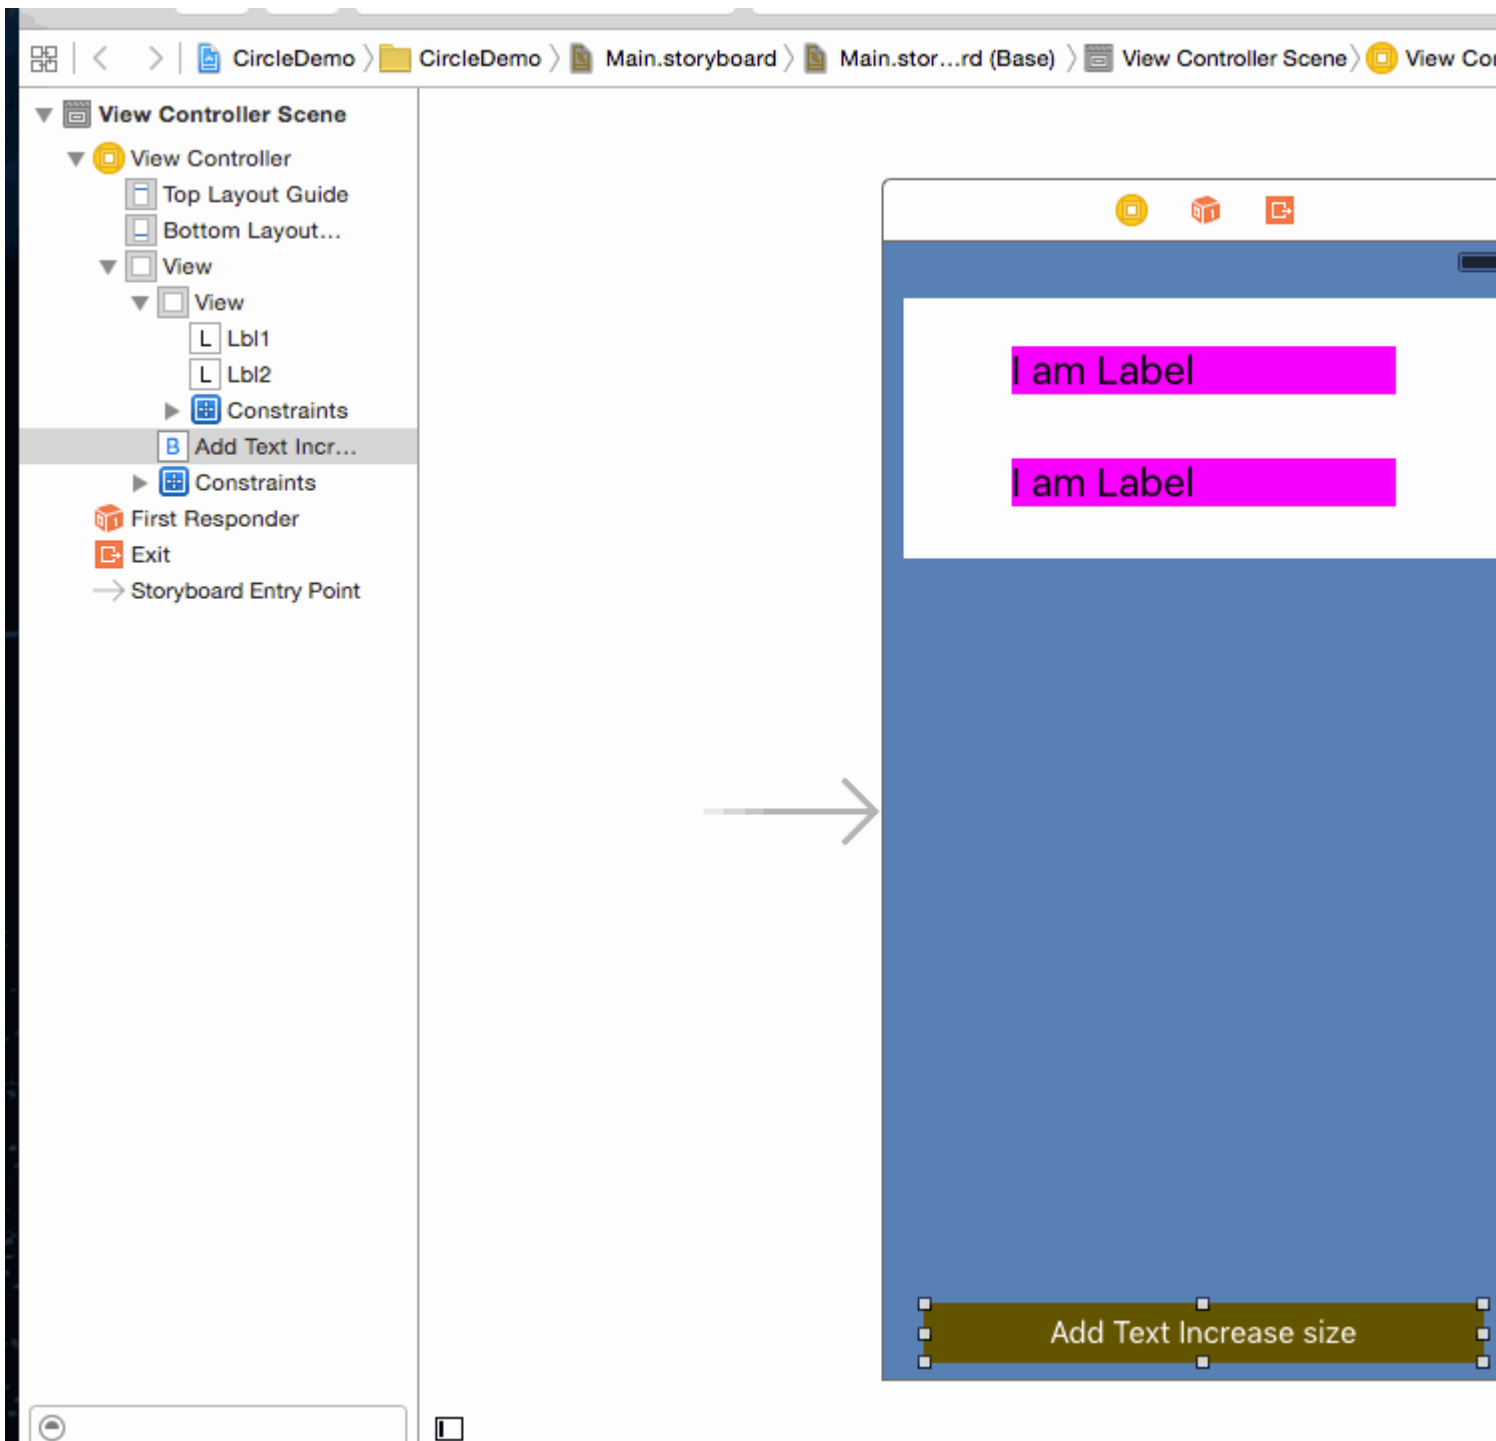 CircleDemo CircleDemo Main.storyboard Main.stor...rd (Base) View Controller Scene View Co
View Controller Scene
View Controller
Top Layout Guide
Bottom Layout...
View
View
L Lbl1
L Lbl2
Constraints
B Add Text Incr...
Constraints
First Responder
Exit
Storyboard Entry Point
I am Label
I am Label
Add Text Increase size